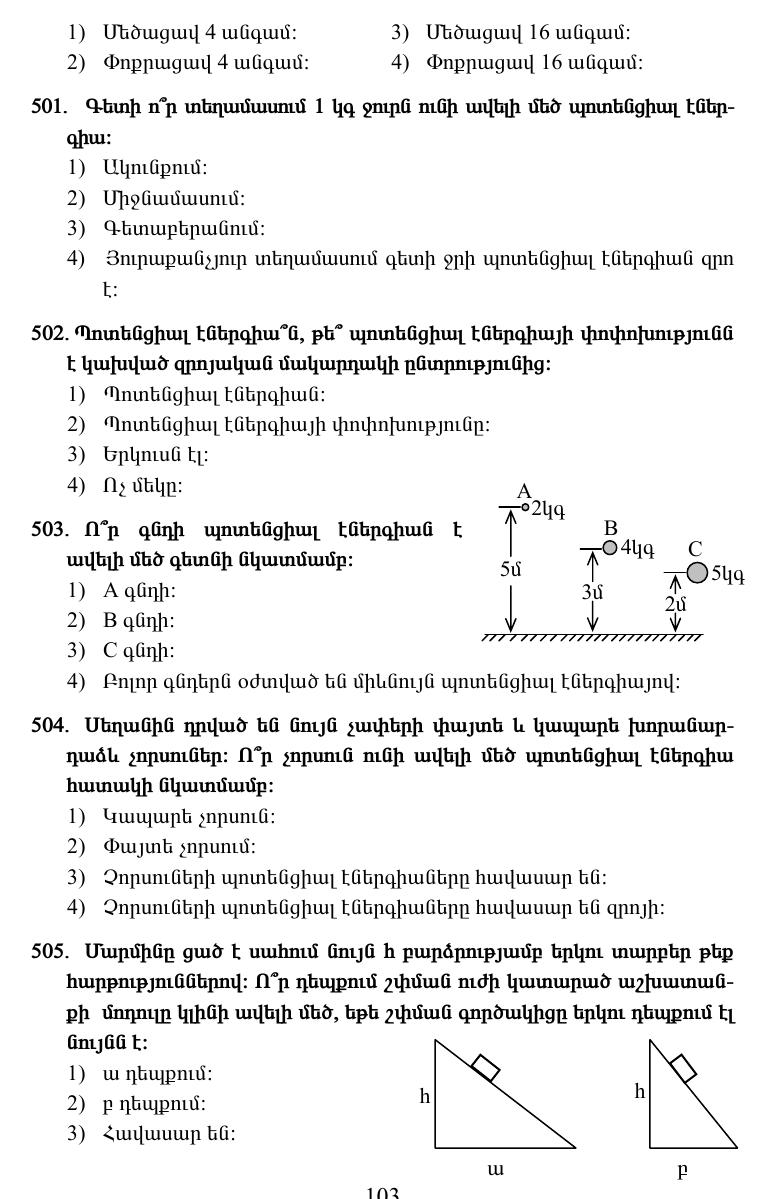 1) Մեծացավ 4 անգամ: 3) Մեծացավ 16 անգամ:
2) Փոքրացավ 4 անգամ: 4) Փոքրացավ 16 անգամ:
501. Գետի ո՞ր տեղամասում 1 կգ ջուրն ունի ավելի մեծ պոտենցիալ էներ-
գիա:
1) Ակունքում:
2) Միջնամասում:
3) Գետաբերանում:
4) Յուրաքանչյուր տեղամասում գետի ջրի պոտենցիալ էներգիան զրո
է:
502. Պոտենցիալ էներգիա՞ն, թե՞ պոտենցիալ էներգիայի փոփոխությունն
է կախված զրոյական մակարդակի ընտրությունից:
1) Պոտենցիալ էներգիան:
2) Պոտենցիալ էներգիայի փոփոխությունը:
3) Երկուսն էլ:
4) Ոչ մեկը:
503. Ո՞ր գնդի պոտենցիալ էներգիան է
ավելի մեծ գետնի նկատմամբ:
1) A գնդի:
2) B գնդի:
3) C գնդի:
4) Բոլոր գնդերն օժտված են միևնույն պոտենցիալ էներգիայով:
A
2կգ
B
4կգ
C
5կգ
5մ
3մ
2մ
504. Սեղանին դրված են նույն չափերի փայտե և կապարե խորանար-
դաձև չորսուներ: Ո՞ր չորսուն ունի ավելի մեծ պոտենցիալ էներգիա
հատակի նկատմամբ:
1) Կապարե չորսուն:
2) Փայտե չորսում:
3) Չորսուների պոտենցիալ էներգիաները հավասար են:
4) Չորսուների պոտենցիալ էներգիաները հավասար են զրոյի:
505. Մարմինը ցած է սահում նույն h բարձրությամբ երկու տարբեր թեք
հարթություններով: Ո՞ր դեպքում շփման ուժի կատարած աշխատան-
քի մոդուլը կլինի ավելի մեծ, եթե շփման գործակիցը երկու դեպքում էլ
նույնն է:
1) ա դեպքում:
2) բ դեպքում:
3) Հավասար են:
h
h
ա
բ
103